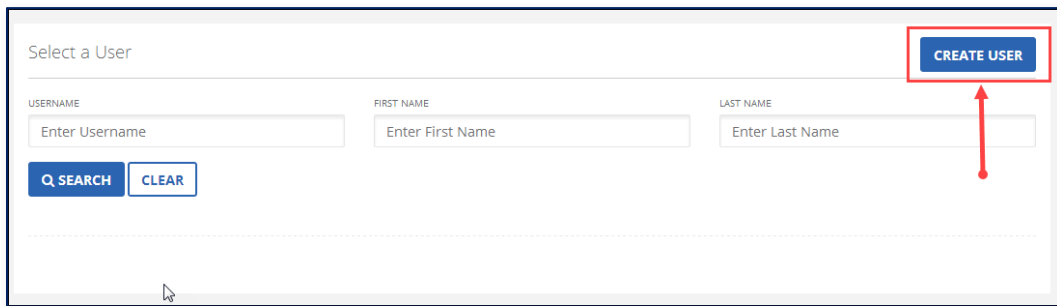 Select a User
CREATE USER
USERNAME
FIRST NAME
LAST NAME
Enter Username
Enter First Name
Enter Last Name
SEARCH
CLEAR